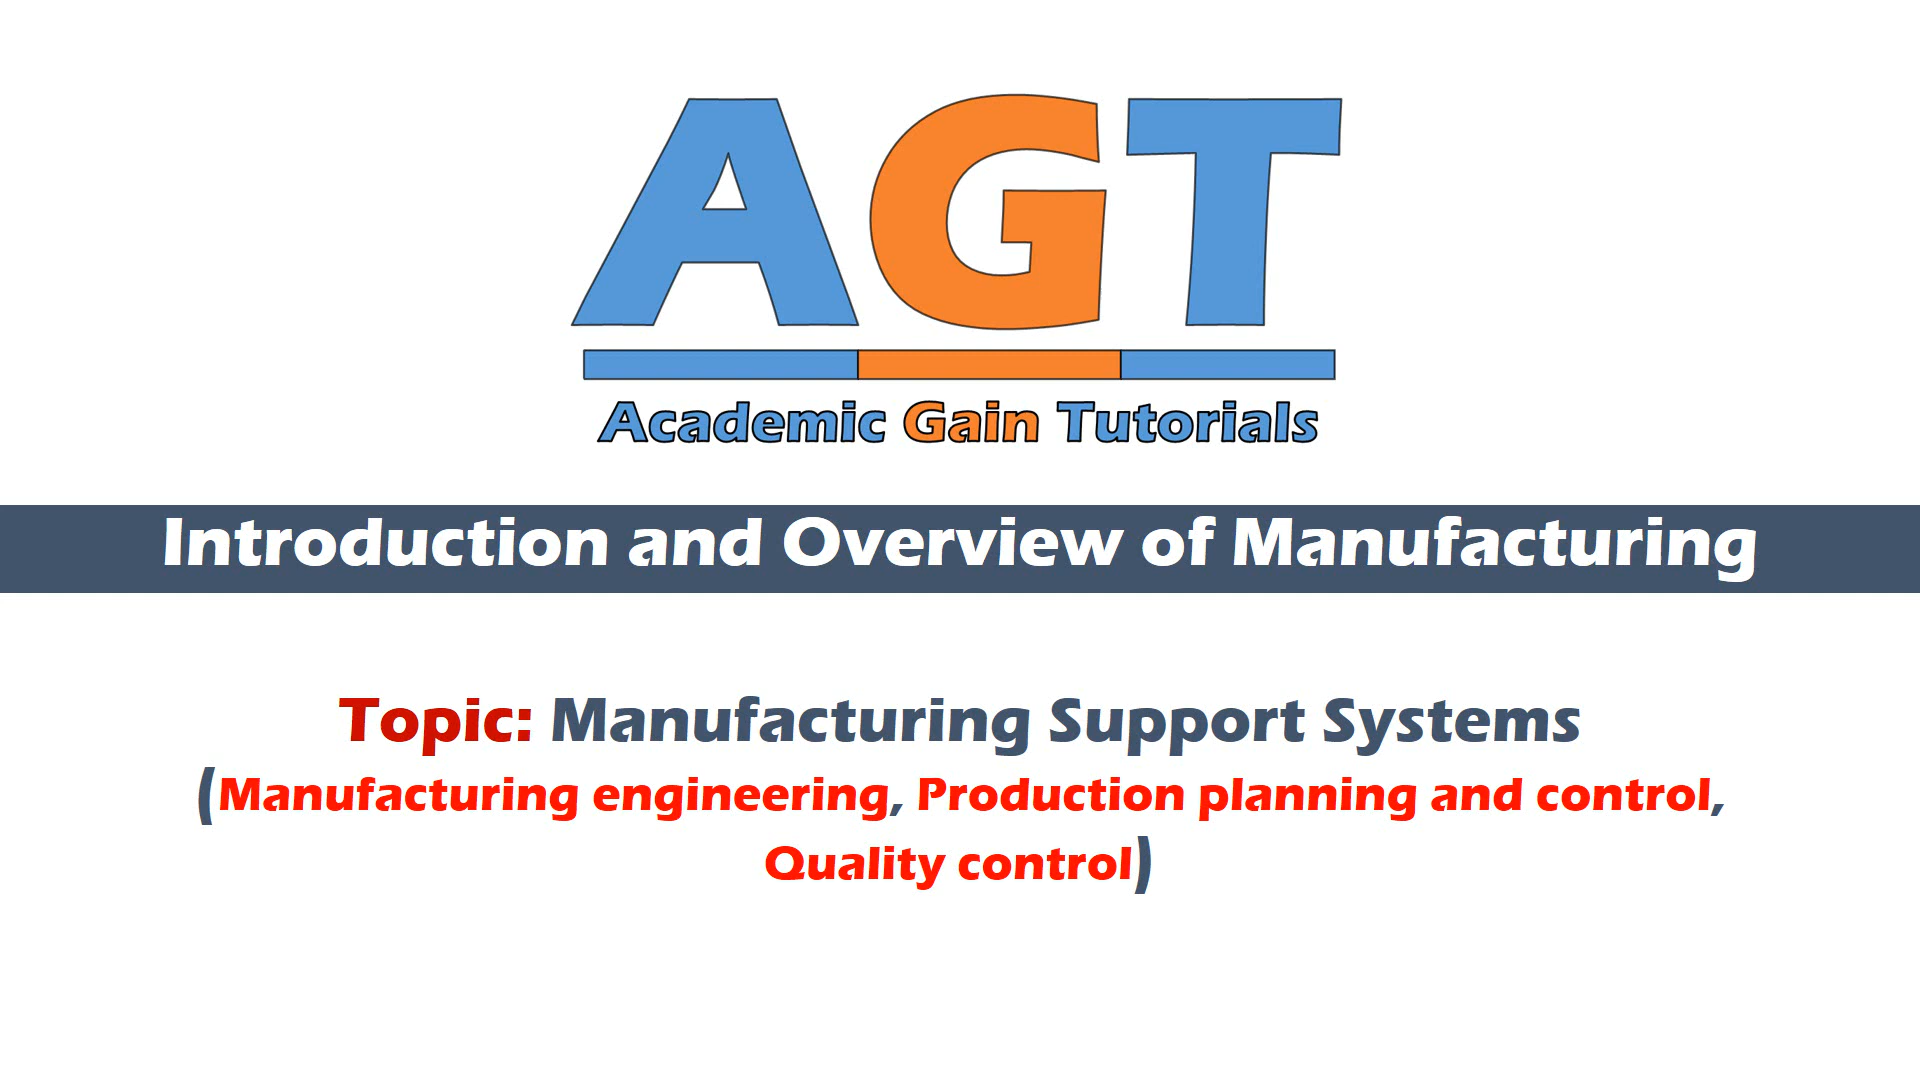 AGT
Academic Gain Tutorials
Introduction and Overview of Manufacturing
Topic: Manufacturing Support Systems
(Manufacturing engineering, Production planning and control,
Quality control)